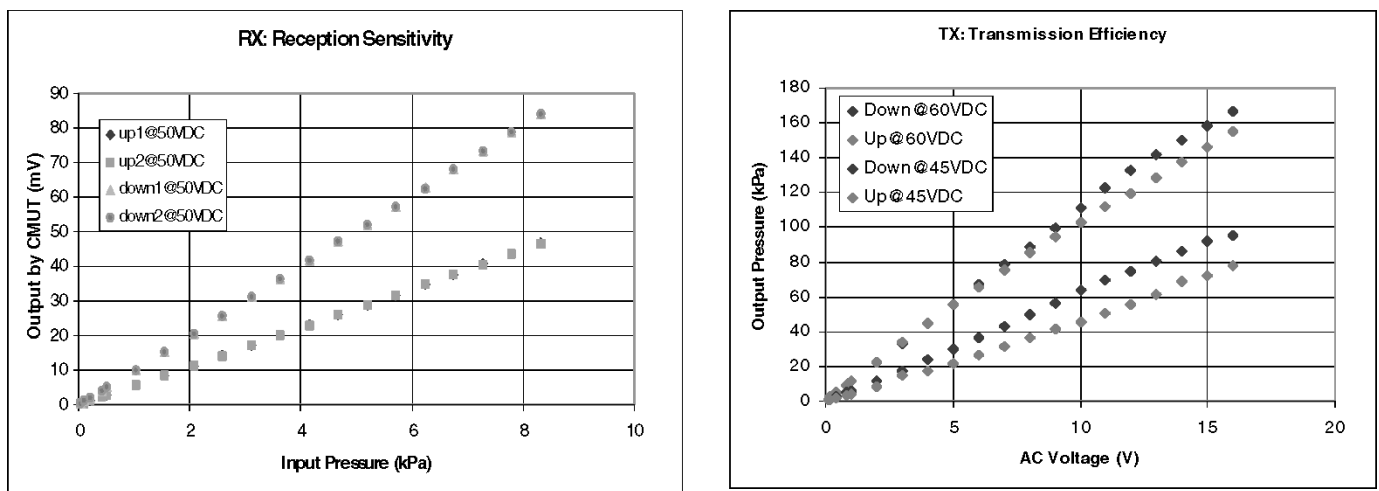 RX: Reception Sensitivity
90
80
70
60
50
40
30
20
10
0
up1@50VDC
up2@50VDC
down1@50VDC
down2@50VDC
Output by CMUT (mV)
0
2
4
6
8
10
Input Pressure (kPa)
TX: Transmission Efficiency
180
160
140
120
100
80
60
40
20
0
Down@60VDC
Up@60VDC
Down@45VDC
Up@45VDC
Output Pressure (kPa)
0
5
10
15
20
AC Voltage (V)